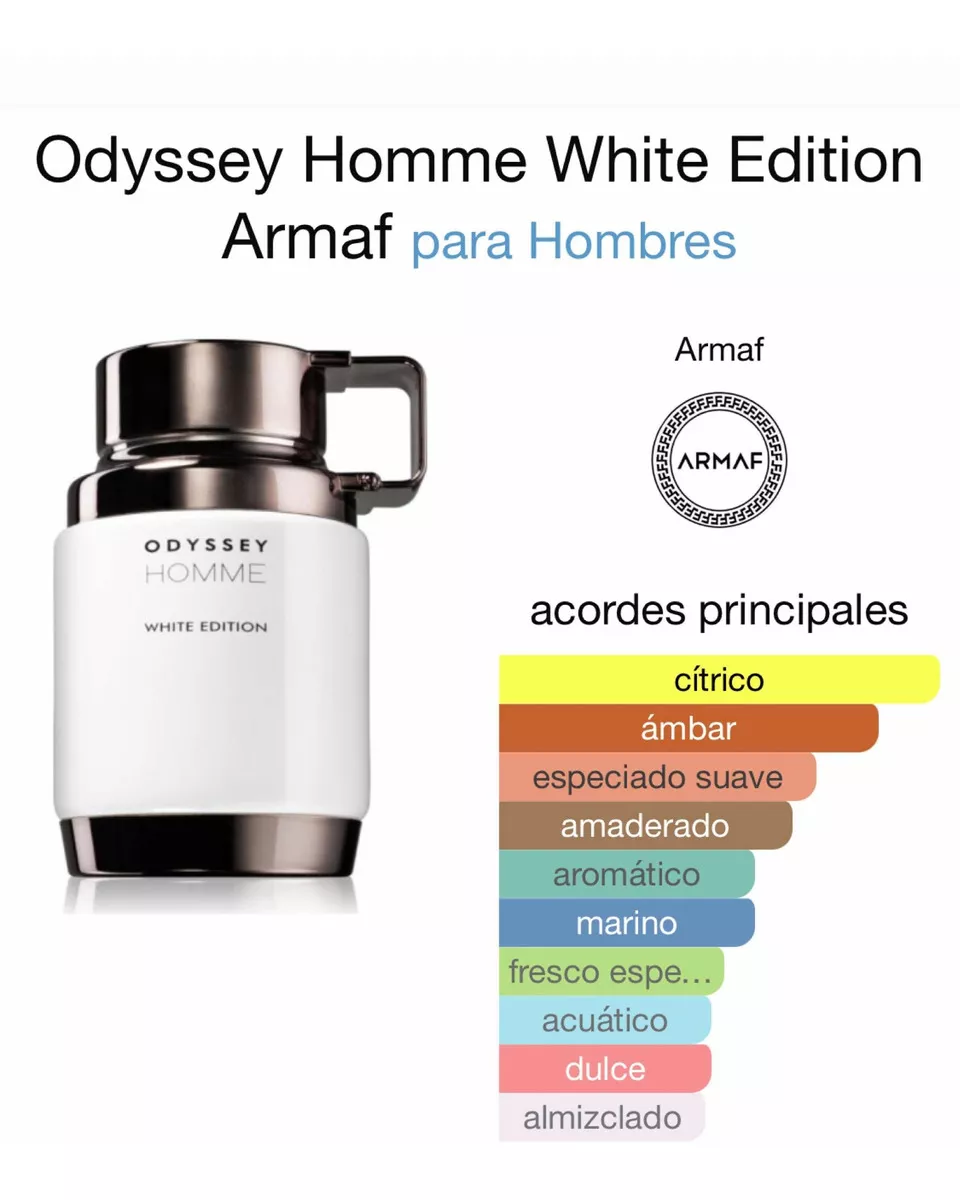 Odyssey Homme White Edition
Armaf para Hombres
Armaf
ARMAF
ODYSSEY
HOMME
WHITE EDITION
acordes principales
cítrico
ámbar
especiado suave
amaderado
aromático
marino
fresco espe...
acuático
dulce
almizclado